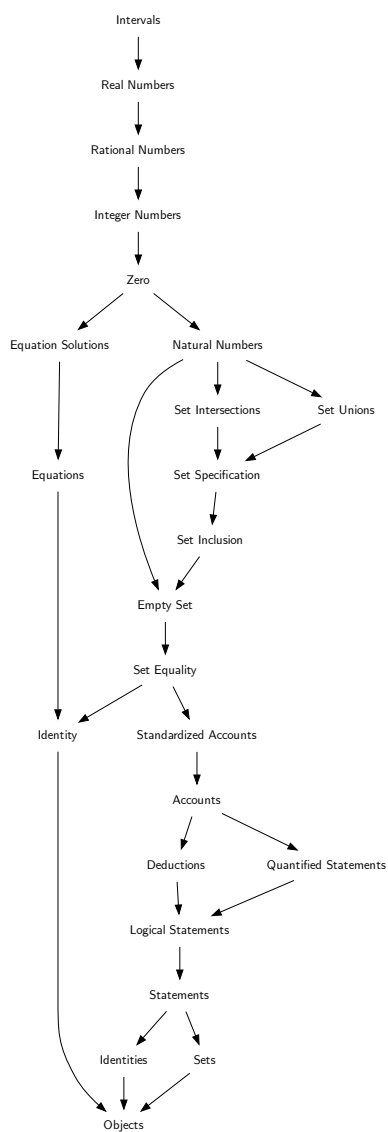 Intervals
Real Numbers
Rational Numbers
Integer Numbers
Zero
Equation Solutions
Natural Numbers
Set Intersections
Set Unions
Equations
Set Specification
Set Inclusion
Empty Set
Set Equality
Identity
Standardized Accounts
Accounts
Deductions
Quantified Statements
Logical Statements
Statements
Identities
Sets
Objects